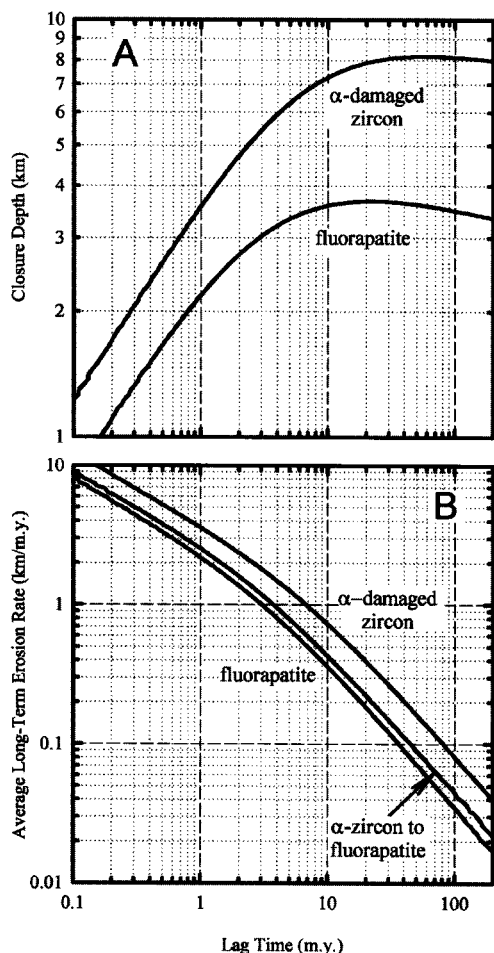 A
10
9
8
7
6
5
4
3
2
1
Closure Depth (km)
α-damaged
zircon
fluorapatite
B
10
1
0.1
0.01
Average Long-Term Erosion Rate (km/m.y.)
α–damaged
zircon
fluorapatite
α-zircon to
fluorapatite
0.1
1
10
100
Lag Time (m.y.)